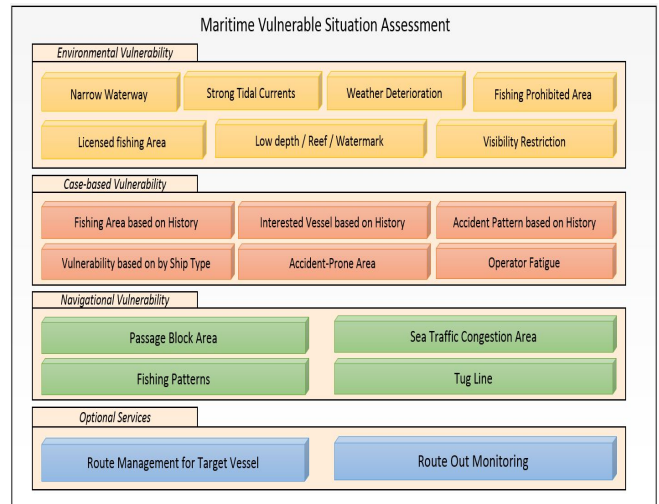 Maritime Vulnerable Situation Assessment
Environmental Vulnerability
Narrow Waterway
Strong Tidal Currents
Weather Deterioration
Fishing Prohibited Area
Licensed fishing Area
Low depth / Reef / Watermark
Visibility Restriction
Case-based Vulnerability
Fishing Area based on History
Interested Vessel based on History
Accident Pattern based on History
Vulnerability based on by Ship Type
Accident-Prone Area
Operator Fatigue
Navigational Vulnerability
Passage Block Area
Sea Traffic Congestion Area
Fishing Patterns
Tug Line
Optional Services
Route Management for Target Vessel
Route Out Monitoring